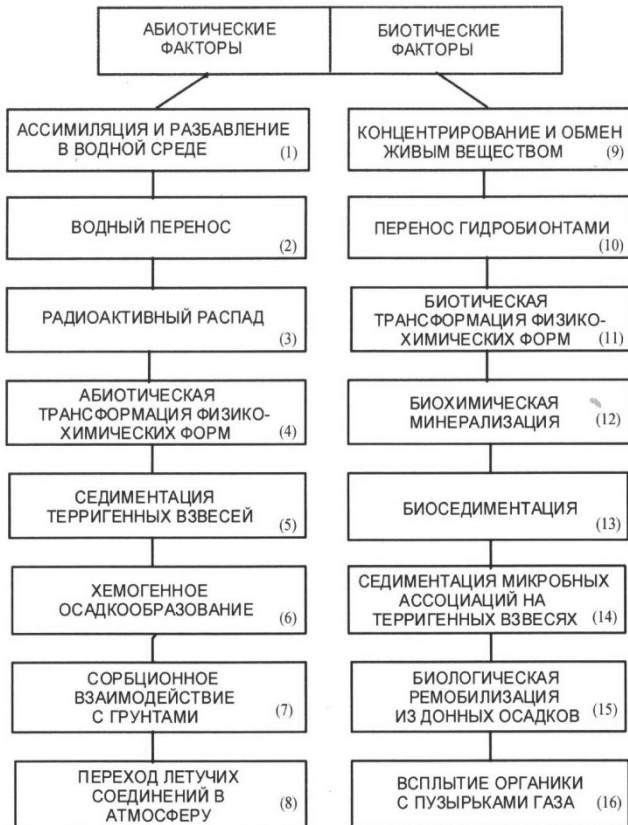 АБИОТИЧЕСКИЕ
ФАКТОРЫ
БИОТИЧЕСКИЕ
ФАКТОРЫ
АССИМИЛЯЦИЯ И РАЗБАВЛЕНИЕ
В ВОДНОЙ СРЕДЕ (1)
ВОДНЫЙ ПЕРЕНОС
(2)
РАДИОАКТИВНЫЙ РАСПАД
(3)
АБИОТИЧЕСКАЯ
ТРАНСФОРМАЦИЯ ФИЗИКО-
ХИМИЧЕСКИХ ФОРМ (4)
СЕДИМЕНТАЦИЯ
ТЕРРИГЕННЫХ ВЗВЕСЕЙ (5)
ХЕМОГЕННОЕ
ОСАДКООБРАЗОВАНИЕ (6)
СОРБЦИОННОЕ
ВЗАИМОДЕЙСТВИЕ
С ГРУНТАМИ (7)
ПЕРЕХОД ЛЕТУЧИХ
СОЕДИНЕНИЙ В
АТМОСФЕРУ (8)
КОНЦЕНТРИРОВАНИЕ И ОБМЕН
ЖИВЫМ ВЕЩЕСТВОМ (9)
ПЕРЕНОС ГИДРОБИОНТАМИ
(10)
БИОТИЧЕСКАЯ
ТРАНСФОРМАЦИЯ ФИЗИКО-
ХИМИЧЕСКИХ ФОРМ (11)
БИОХИМИЧЕСКАЯ
МИНЕРАЛИЗАЦИЯ (12)
БИОСЕДИМЕНТАЦИЯ
(13)
СЕДИМЕНТАЦИЯ МИКРОБНЫХ
АССОЦИАЦИЙ НА
ТЕРРИГЕННЫХ ВЗВЕСЯХ (14)
БИОЛОГИЧЕСКАЯ
РЕМОБИЛИЗАЦИЯ
ИЗ ДОННЫХ ОСАДКОВ (15)
ВСПЛЫТИЕ ОРГАНИКИ
С ПУЗЫРЬКАМИ ГАЗА (16)